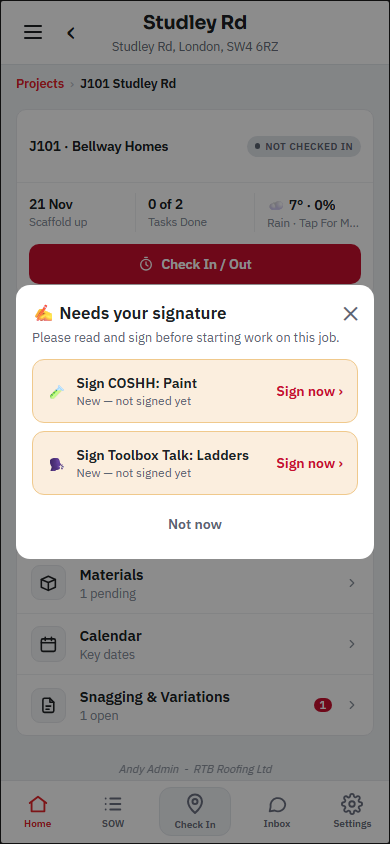 Studley Rd
Studley Rd, London, SW4 6RZ
Projects › J101 Studley Rd
J101 · Bellway Homes
NOT CHECKED IN
21 Nov
Scaffold up
0 of 2
Tasks Done
7° · 0%
Rain · Tap For M...
Check In / Out
✍️ Needs your signature
Please read and sign before starting work on this job.
Sign COSHH: Paint
New — not signed yet
Sign now ›
Sign Toolbox Talk: Ladders
New — not signed yet
Sign now ›
Not now
Materials
1 pending
Calendar
Key dates
Snagging & Variations
1 open
1
Andy Admin - RTB Roofing Ltd
Home
SOW
Check In
Inbox
Settings